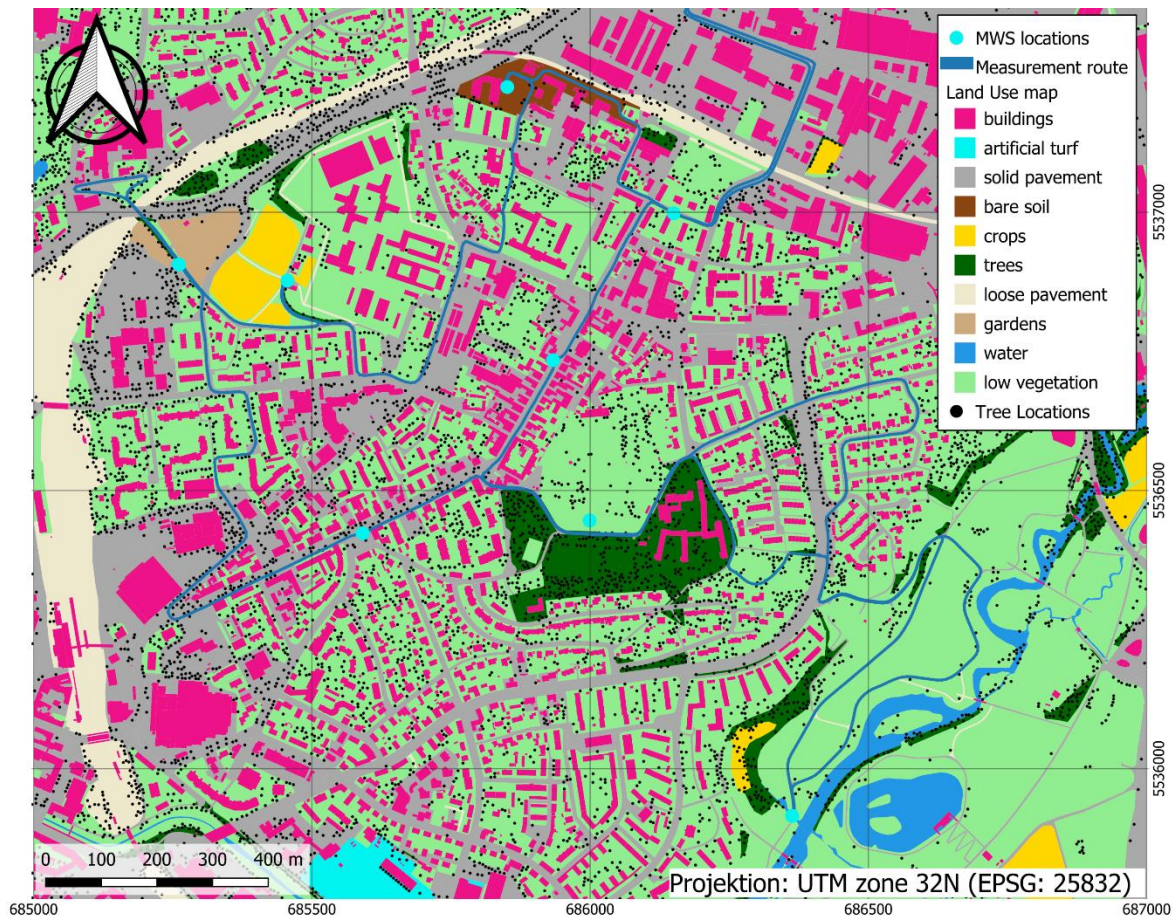 MWS locations
Measurement route
Land Use map
buildings
artificial turf
solid pavement
bare soil
crops
trees
loose pavement
gardens
water
low vegetation
Tree Locations
5537000
5536500
5536000
0 100 200 300 400 m
Projektion: UTM zone 32N (EPSG: 25832)
685000 685500 686000 686500 687000